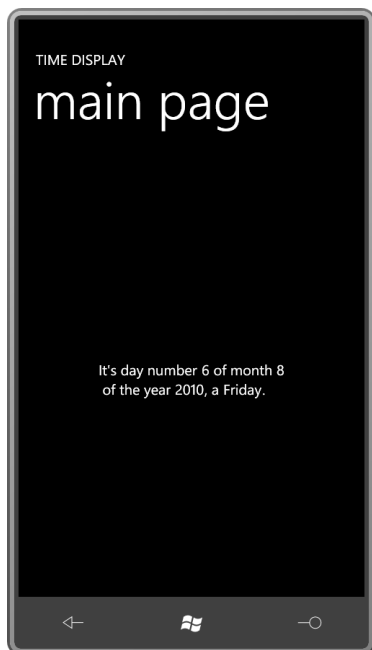 TIME DISPLAY
main page
It's day number 6 of month 8
of the year 2010, a Friday.